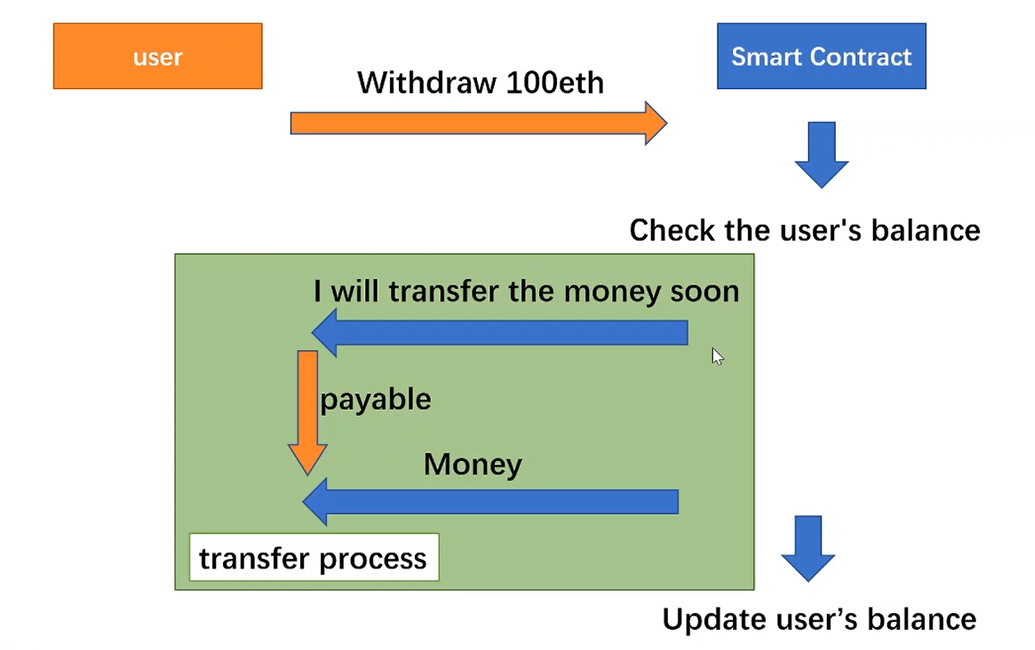 user
Smart Contract
Withdraw 100eth
Check the user's balance
I will transfer the money soon
payable
Money
transfer process
Update user’s balance